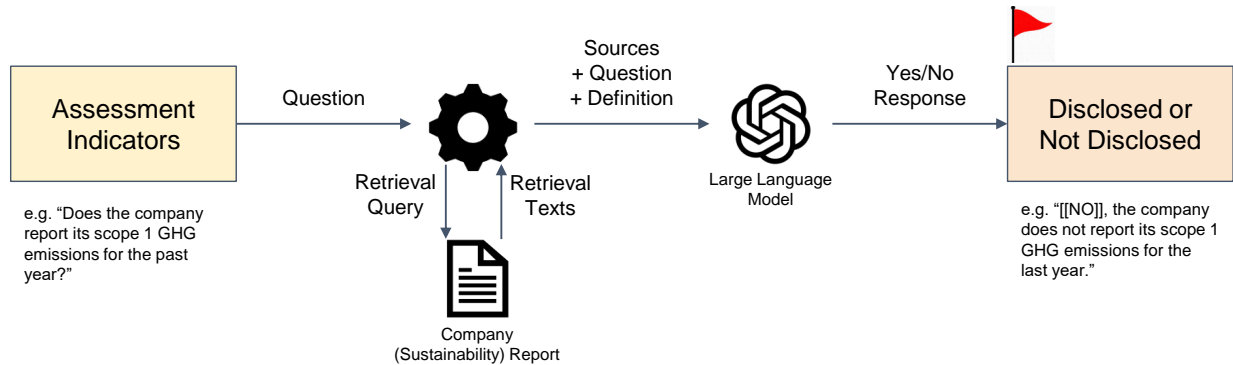 Assessment
Indicators
e.g. “Does the company
report its scope 1 GHG
emissions for the past
year?”
Question
Retrieval
Query
Retrieval
Texts
Company
(Sustainability) Report
Sources
+ Question
+ Definition
Large Language
Model
Yes/No
Response
Disclosed or
Not Disclosed
e.g. “[[NO]], the company
does not report its scope 1
GHG emissions for the
last year.”